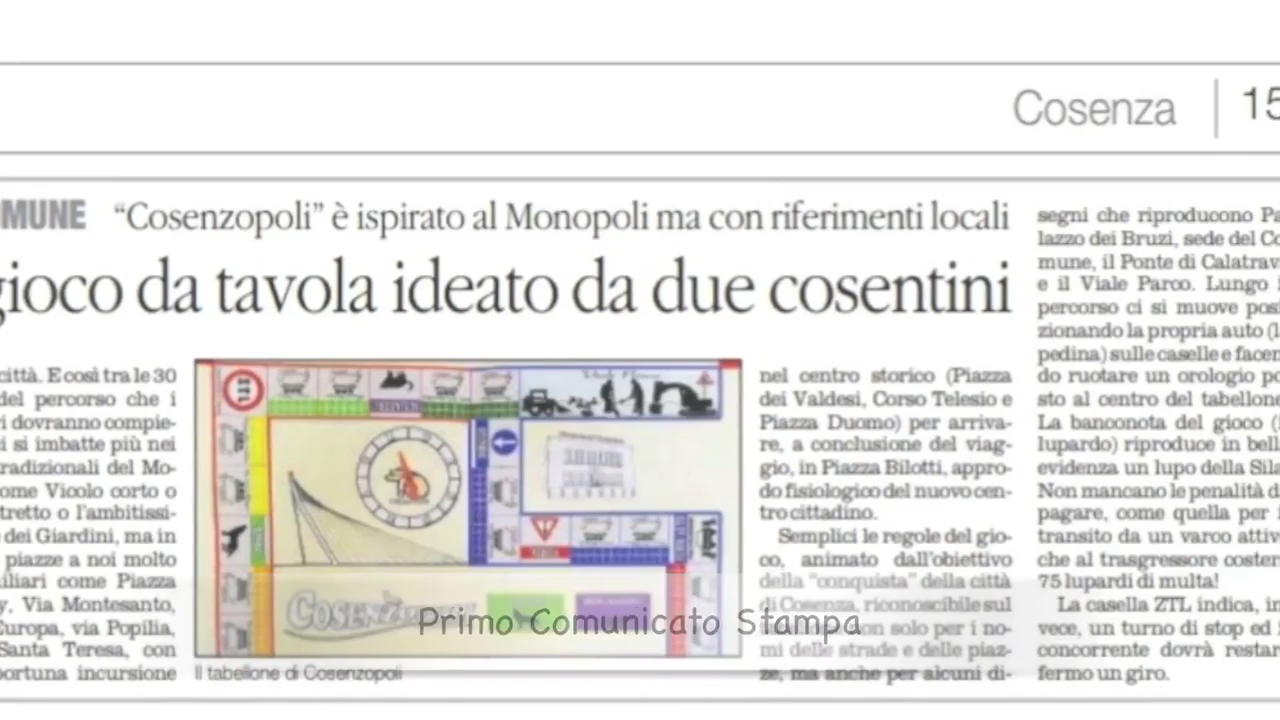 Cosenza 15
MUNE “Cosenzopoli” è ispirato al Monopoli ma con riferimenti locali
gioco da tavola ideato da due cosentini
città. E così tra le 30
del percorso che i
ri dovranno compie-
i si imbatte più nei
radizionali del Mo-
ome Vicolo corto o
tretto o l'ambitissi-
dei Giardini, ma in
piazze a noi molto
iliari come Piazza
y, Via Montesanto,
Europa, via Popilia,
Santa Teresa, con
portuna incursione
COSENZ
Il tabellone di Cosenzopoli
nel centro storico (Piazza
dei Valdesi, Corso Telesio e
Piazza Duomo) per arriva-
re, a conclusione del viag-
gio, in Piazza Bilotti, appro-
do fisiologico del nuovo cen-
tro cittadino.
Semplici le regole del gio-
co, animato dall'obiettivo
della “conquista” della città
di Cosenza, riconoscibile sul
non solo per i no-
mi delle strade e delle piaz-
ze, ma anche per alcuni di-
segni che riproducono Pa
lazzo dei Bruzi, sede del Co
mune, il Ponte di Calatrav
e il Viale Parco. Lungo i
percorso ci si muove posi
zionando la propria auto (l
pedina) sulle caselle e facen
do ruotare un orologio po
sto al centro del tabellone
La banconota del gioco (i
lupardo) riproduce in bell
evidenza un lupo della Sila
Non mancano le penalità d
pagare, come quella per i
transito da un varco attiv
che al trasgressore coster
75 lupardi di multa!
La casella ZTL indica, in
vece, un turno di stop ed i
concorrente dovrà restar
fermo un giro.
Primo Comunicato Stampa